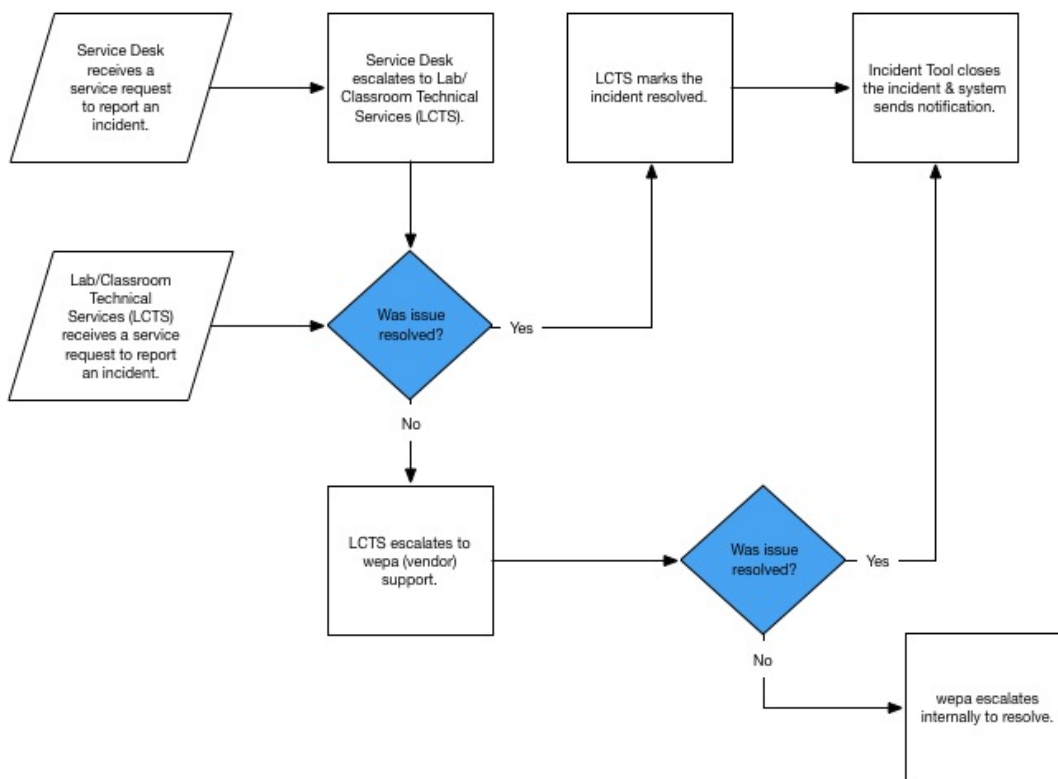 Service Desk
receives a
service request
to report an
incident.
Service Desk
escalates to Lab/
Classroom Technical
Services (LCTS).
LCTS marks the
incident resolved.
Incident Tool closes
the incident & system
sends notification.
Lab/Classroom
Technical
Services (LCTS)
receives a service
request to report
an incident.
Was issue
resolved?
Yes
No
LCTS escalates to
wepa (vendor)
support.
Was issue
resolved?
Yes
No
wepa escalates
internally to resolve.